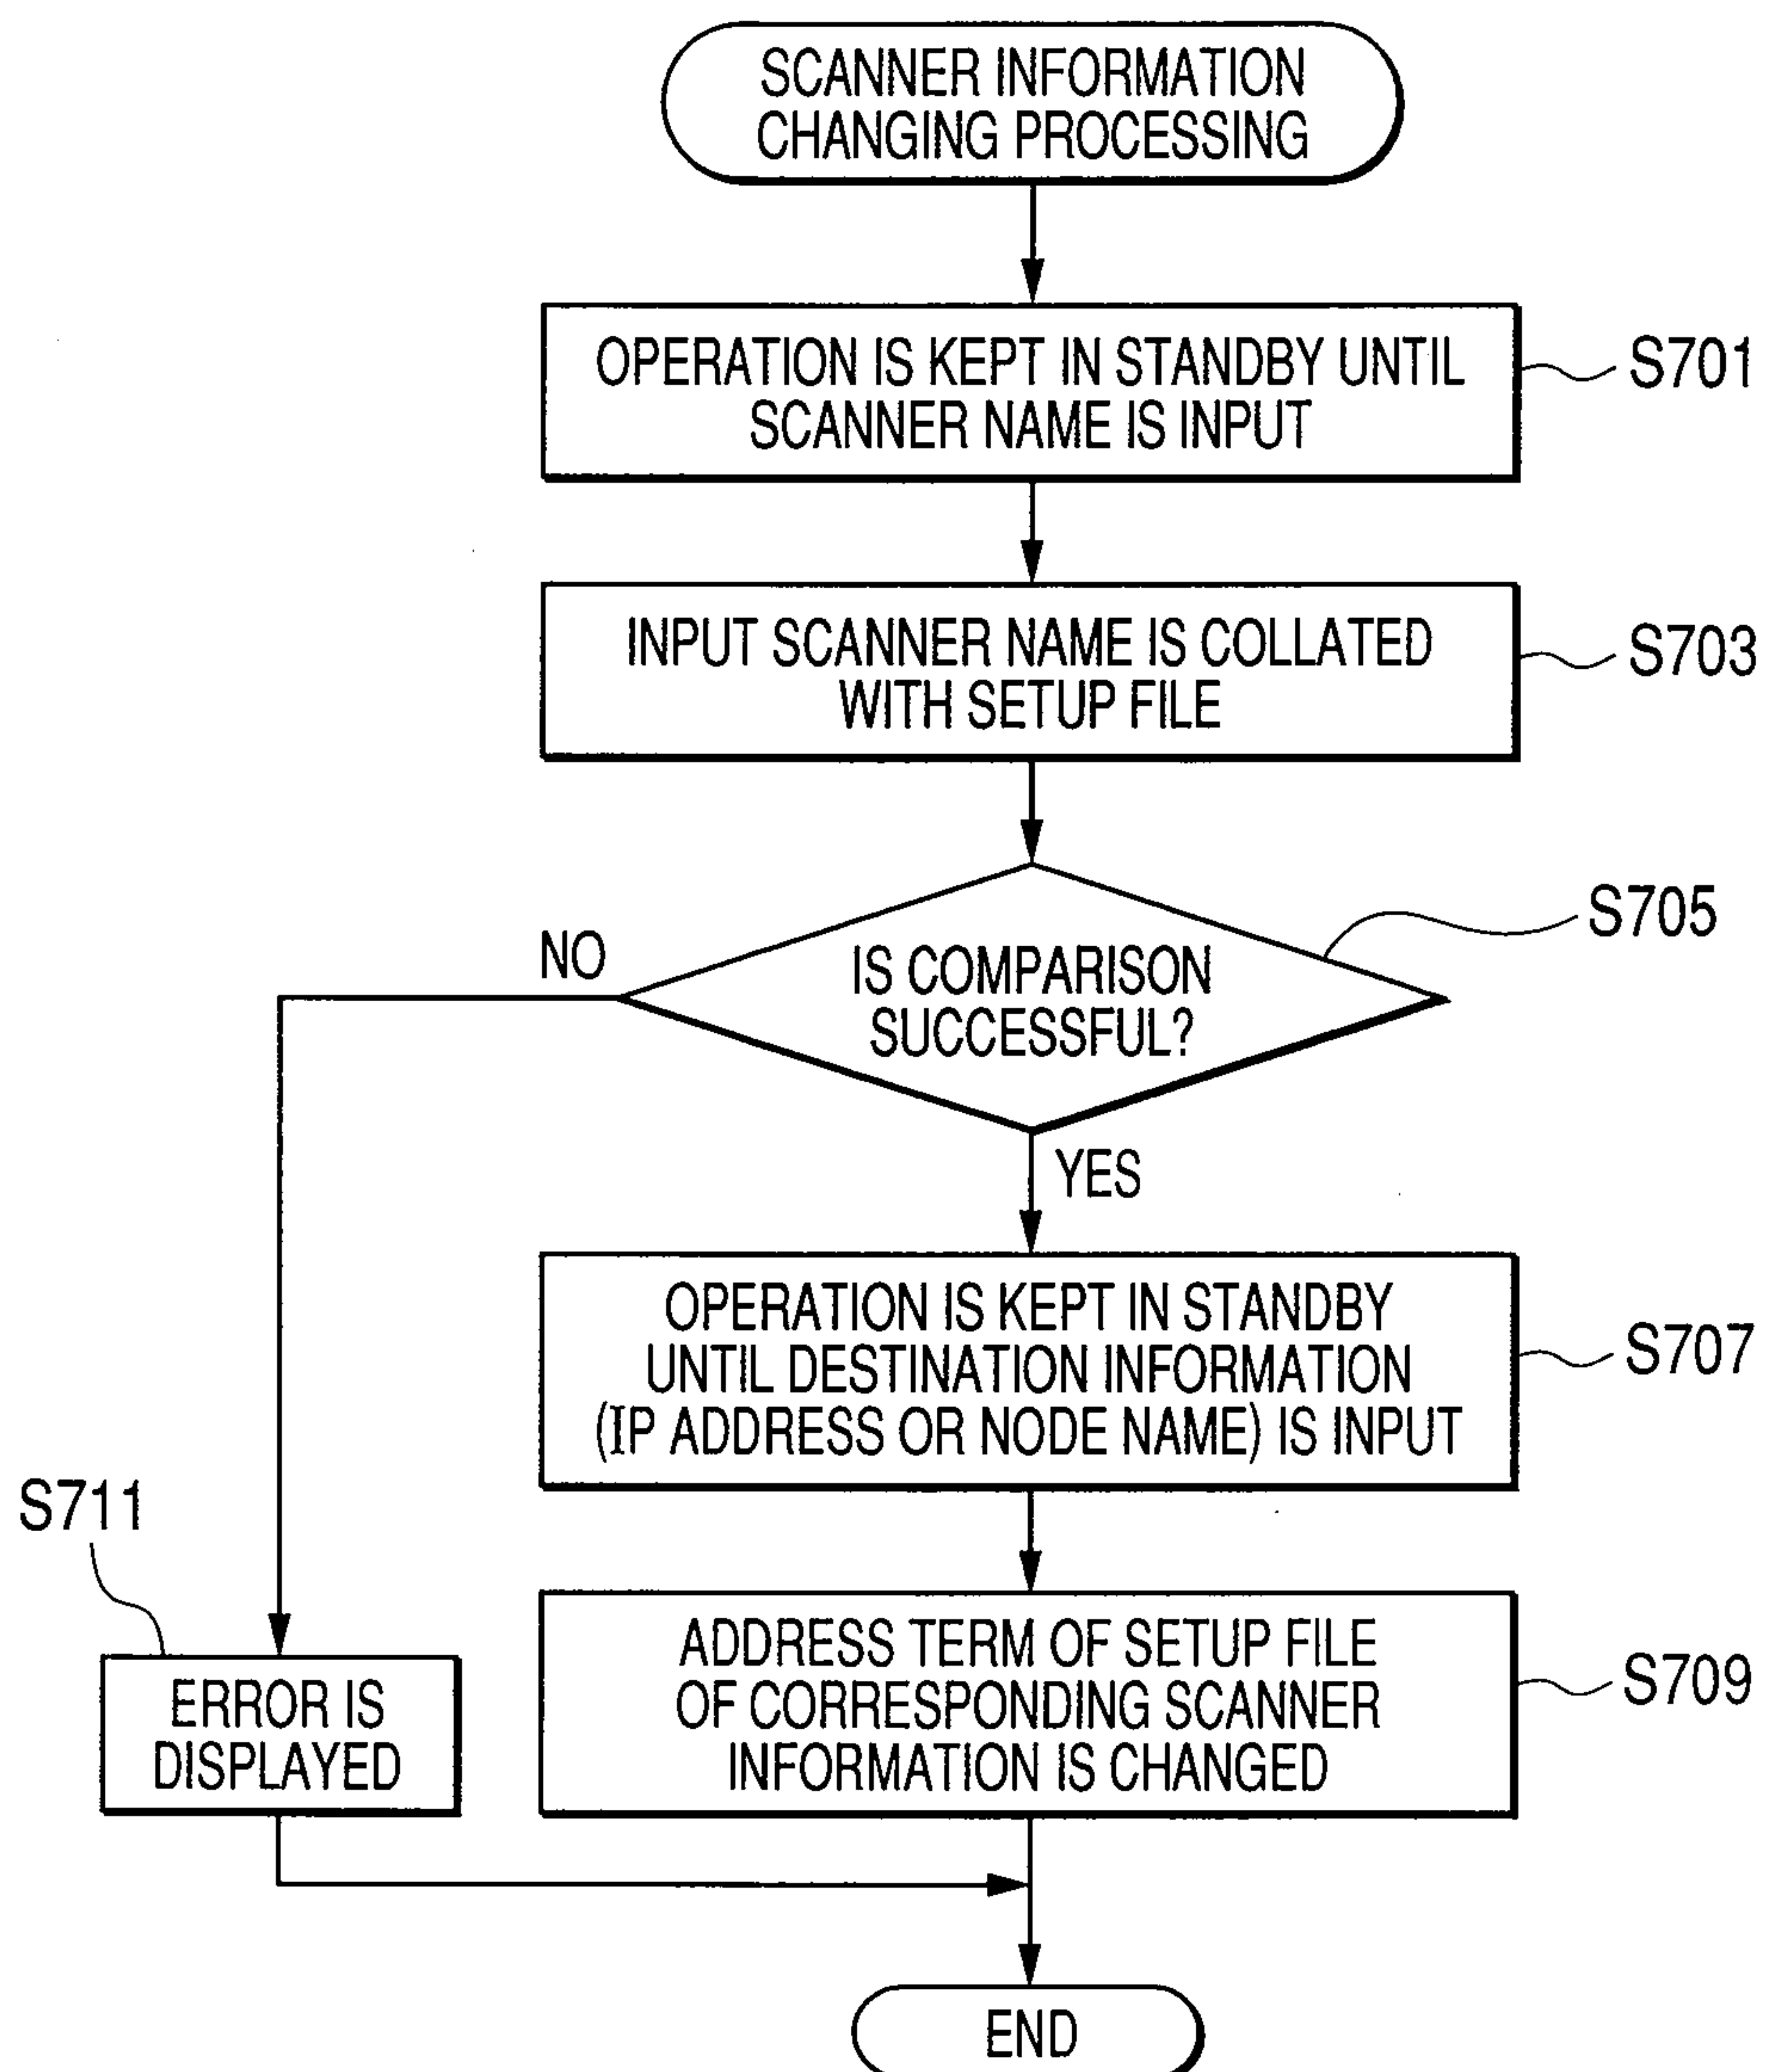 SCANNER INFORMATION
CHANGING PROCESSING
OPERATION IS KEPT IN STANDBY UNTIL
SCANNER NAME IS INPUT
S701
INPUT SCANNER NAME IS COLLATED
WITH SETUP FILE
S703
IS COMPARISON
SUCCESSFUL?
S705
NO
YES
OPERATION IS KEPT IN STANDBY
UNTIL DESTINATION INFORMATION
(IP ADDRESS OR NODE NAME) IS INPUT
S707
S711
ERROR IS
DISPLAYED
ADDRESS TERM OF SETUP FILE
OF CORRESPONDING SCANNER
INFORMATION IS CHANGED
S709
END